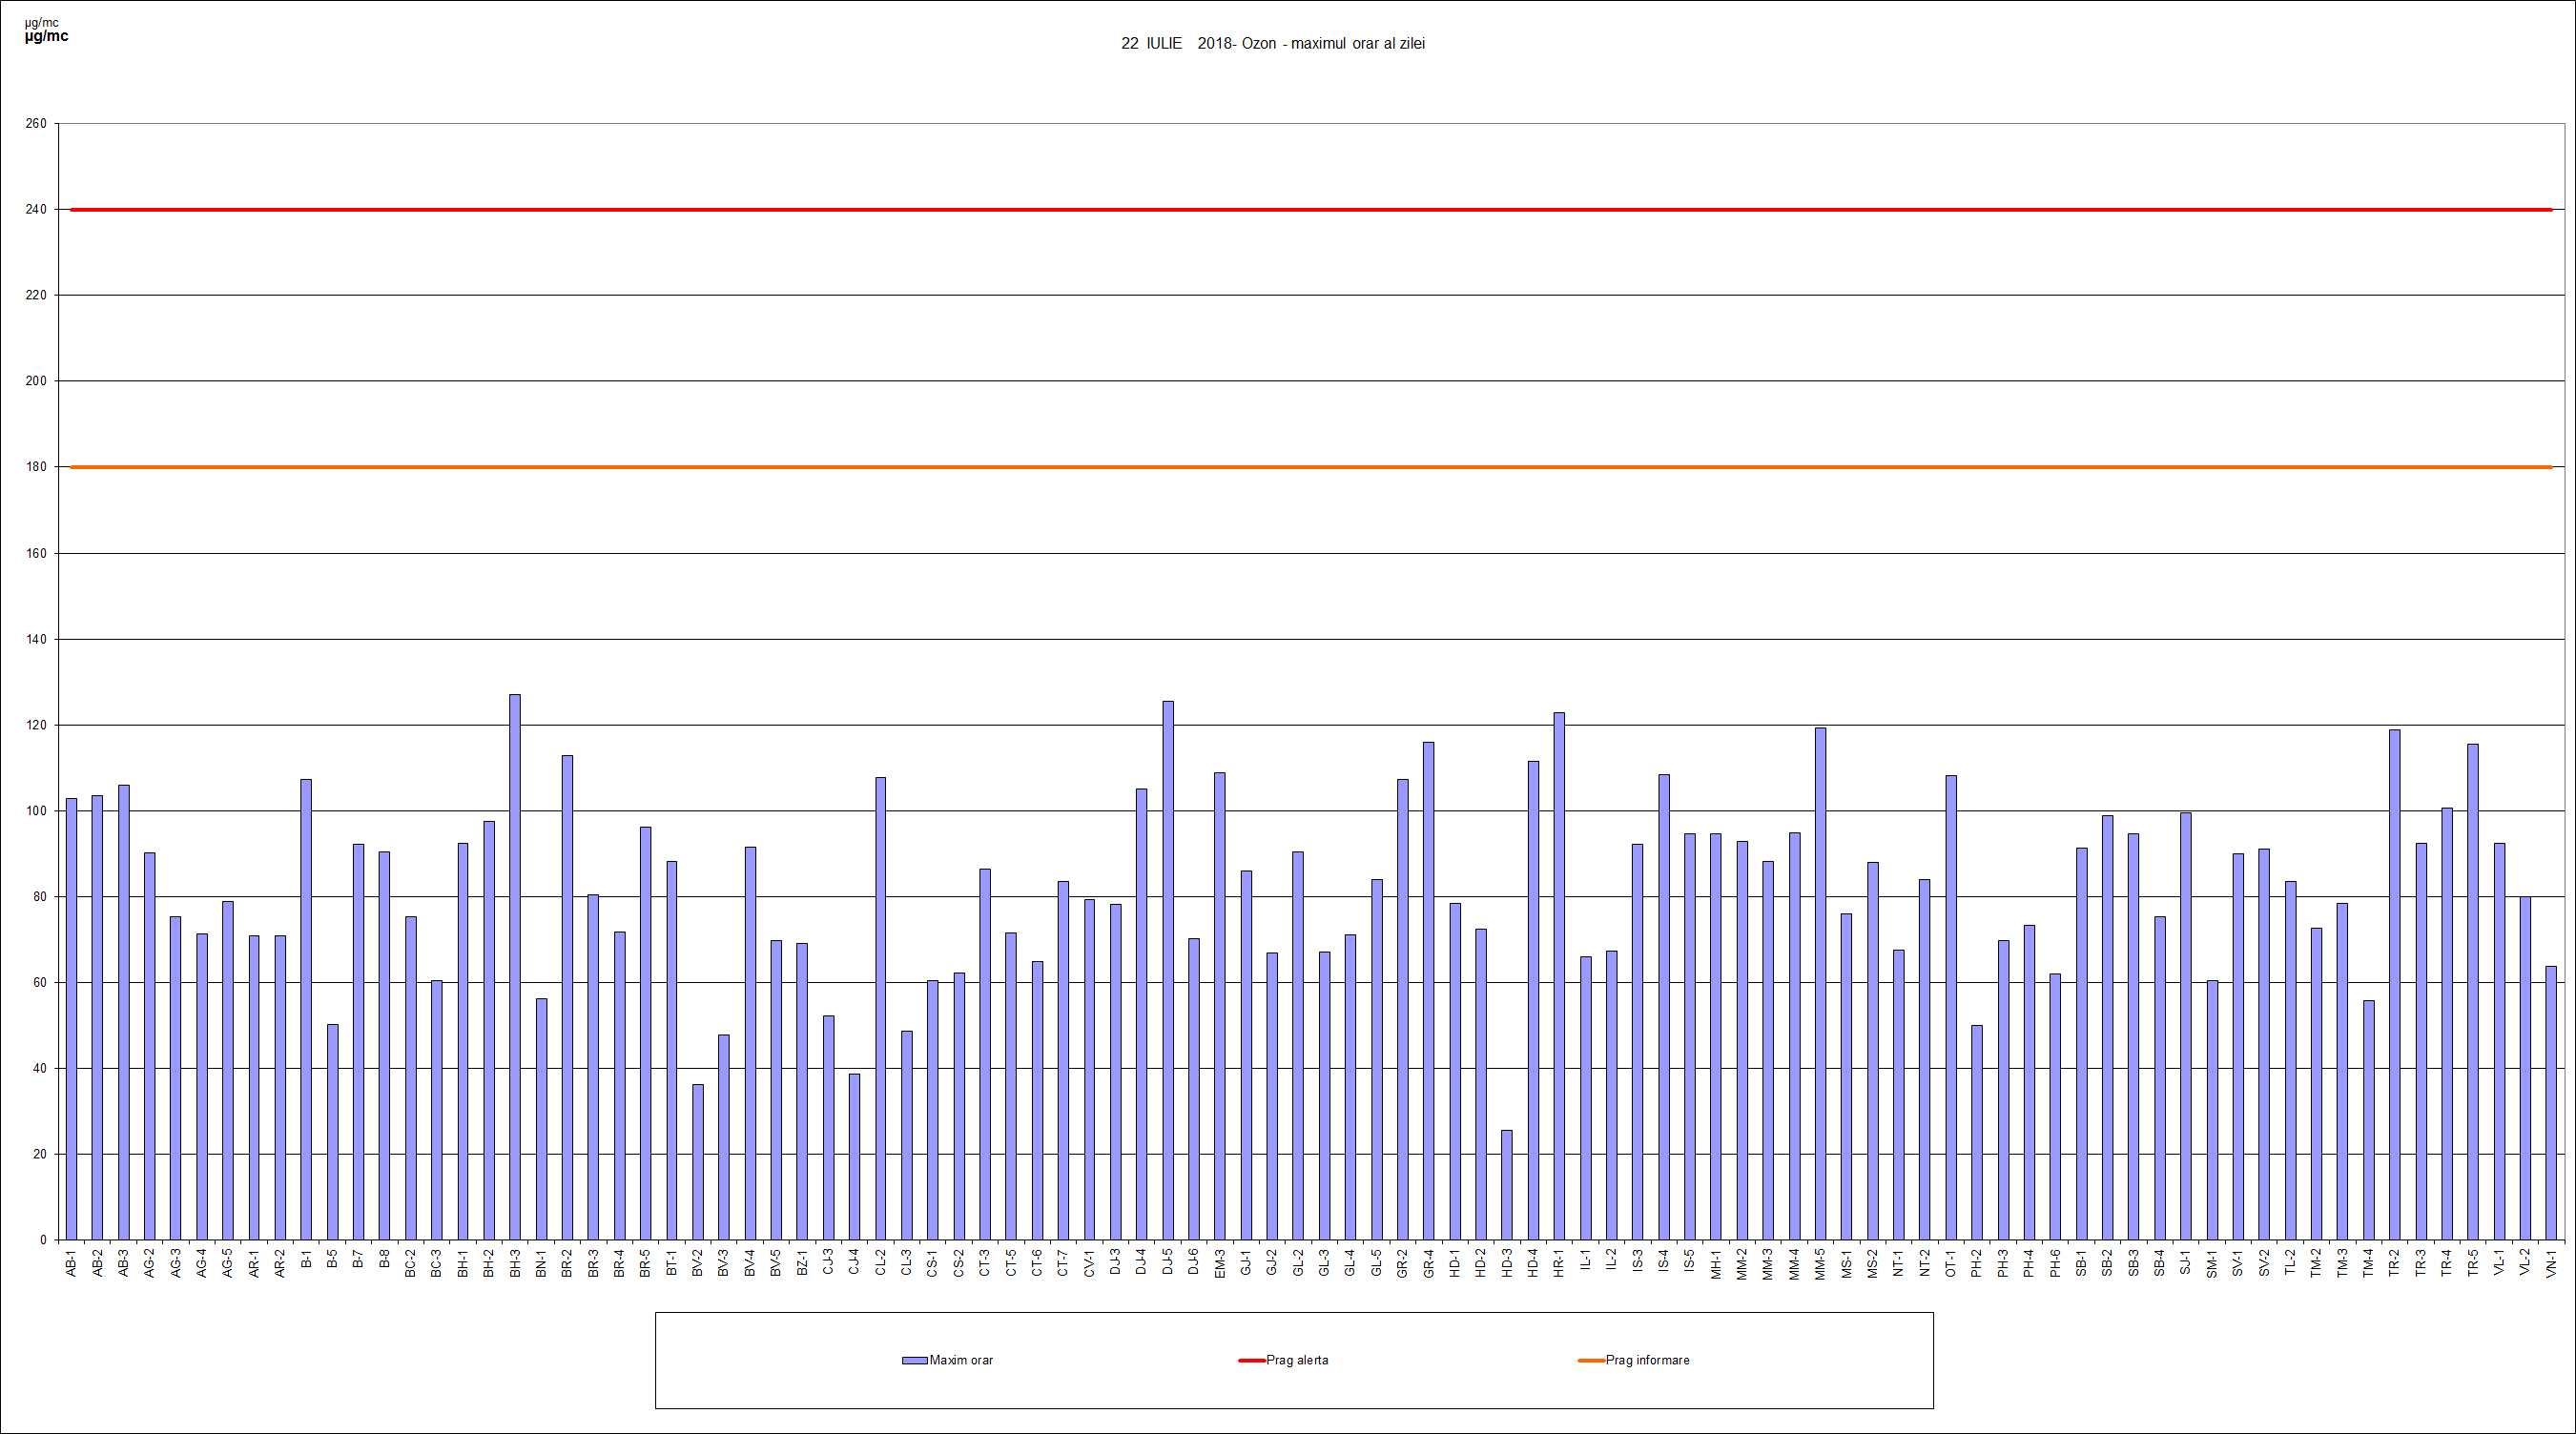 µg/mc
µg/mc
22 IULIE 2018- Ozon - maximul orar al zilei
260
240
220
200
180
160
140
120
100
80
60
40
20
0
AB-1 AB-2 AB-3 AG-2 AG-3 AG-4 AG-5 AR-1 AR-2 B-1 B-5 B-7 B-8 BC-2 BC-3 BH-1 BH-2 BH-3 BN-1 BR-2 BR-3 BR-4 BR-5 BT-1 BV-2 BV-3 BV-4 BV-5 BZ-1 CJ-3 CJ-4 CL-2 CL-3 CS-1 CS-2 CT-3 CT-5 CT-6 CT-7 CV-1 DJ-3 DJ-4 DJ-5 DJ-6 EM-3 GJ-1 GJ-2 GL-2 GL-3 GL-4 GL-5 GR-2 GR-4 HD-1 HD-2 HD-3 HD-4 HR-1 IL-1 IL-2 IS-3 IS-4 IS-5 MH-1 MM-2 MM-3 MM-4 MM-5 MS-1 MS-2 NT-1 NT-2 OT-1 PH-2 PH-3 PH-4 PH-6 SB-1 SB-2 SB-3 SB-4 SJ-1 SM-1 SV-1 SV-2 TL-2 TM-2 TM-3 TM-4 TR-2 TR-3 TR-4 TR-5 VL-1 VL-2 VN-1
Maxim orar Prag alerta Prag informare